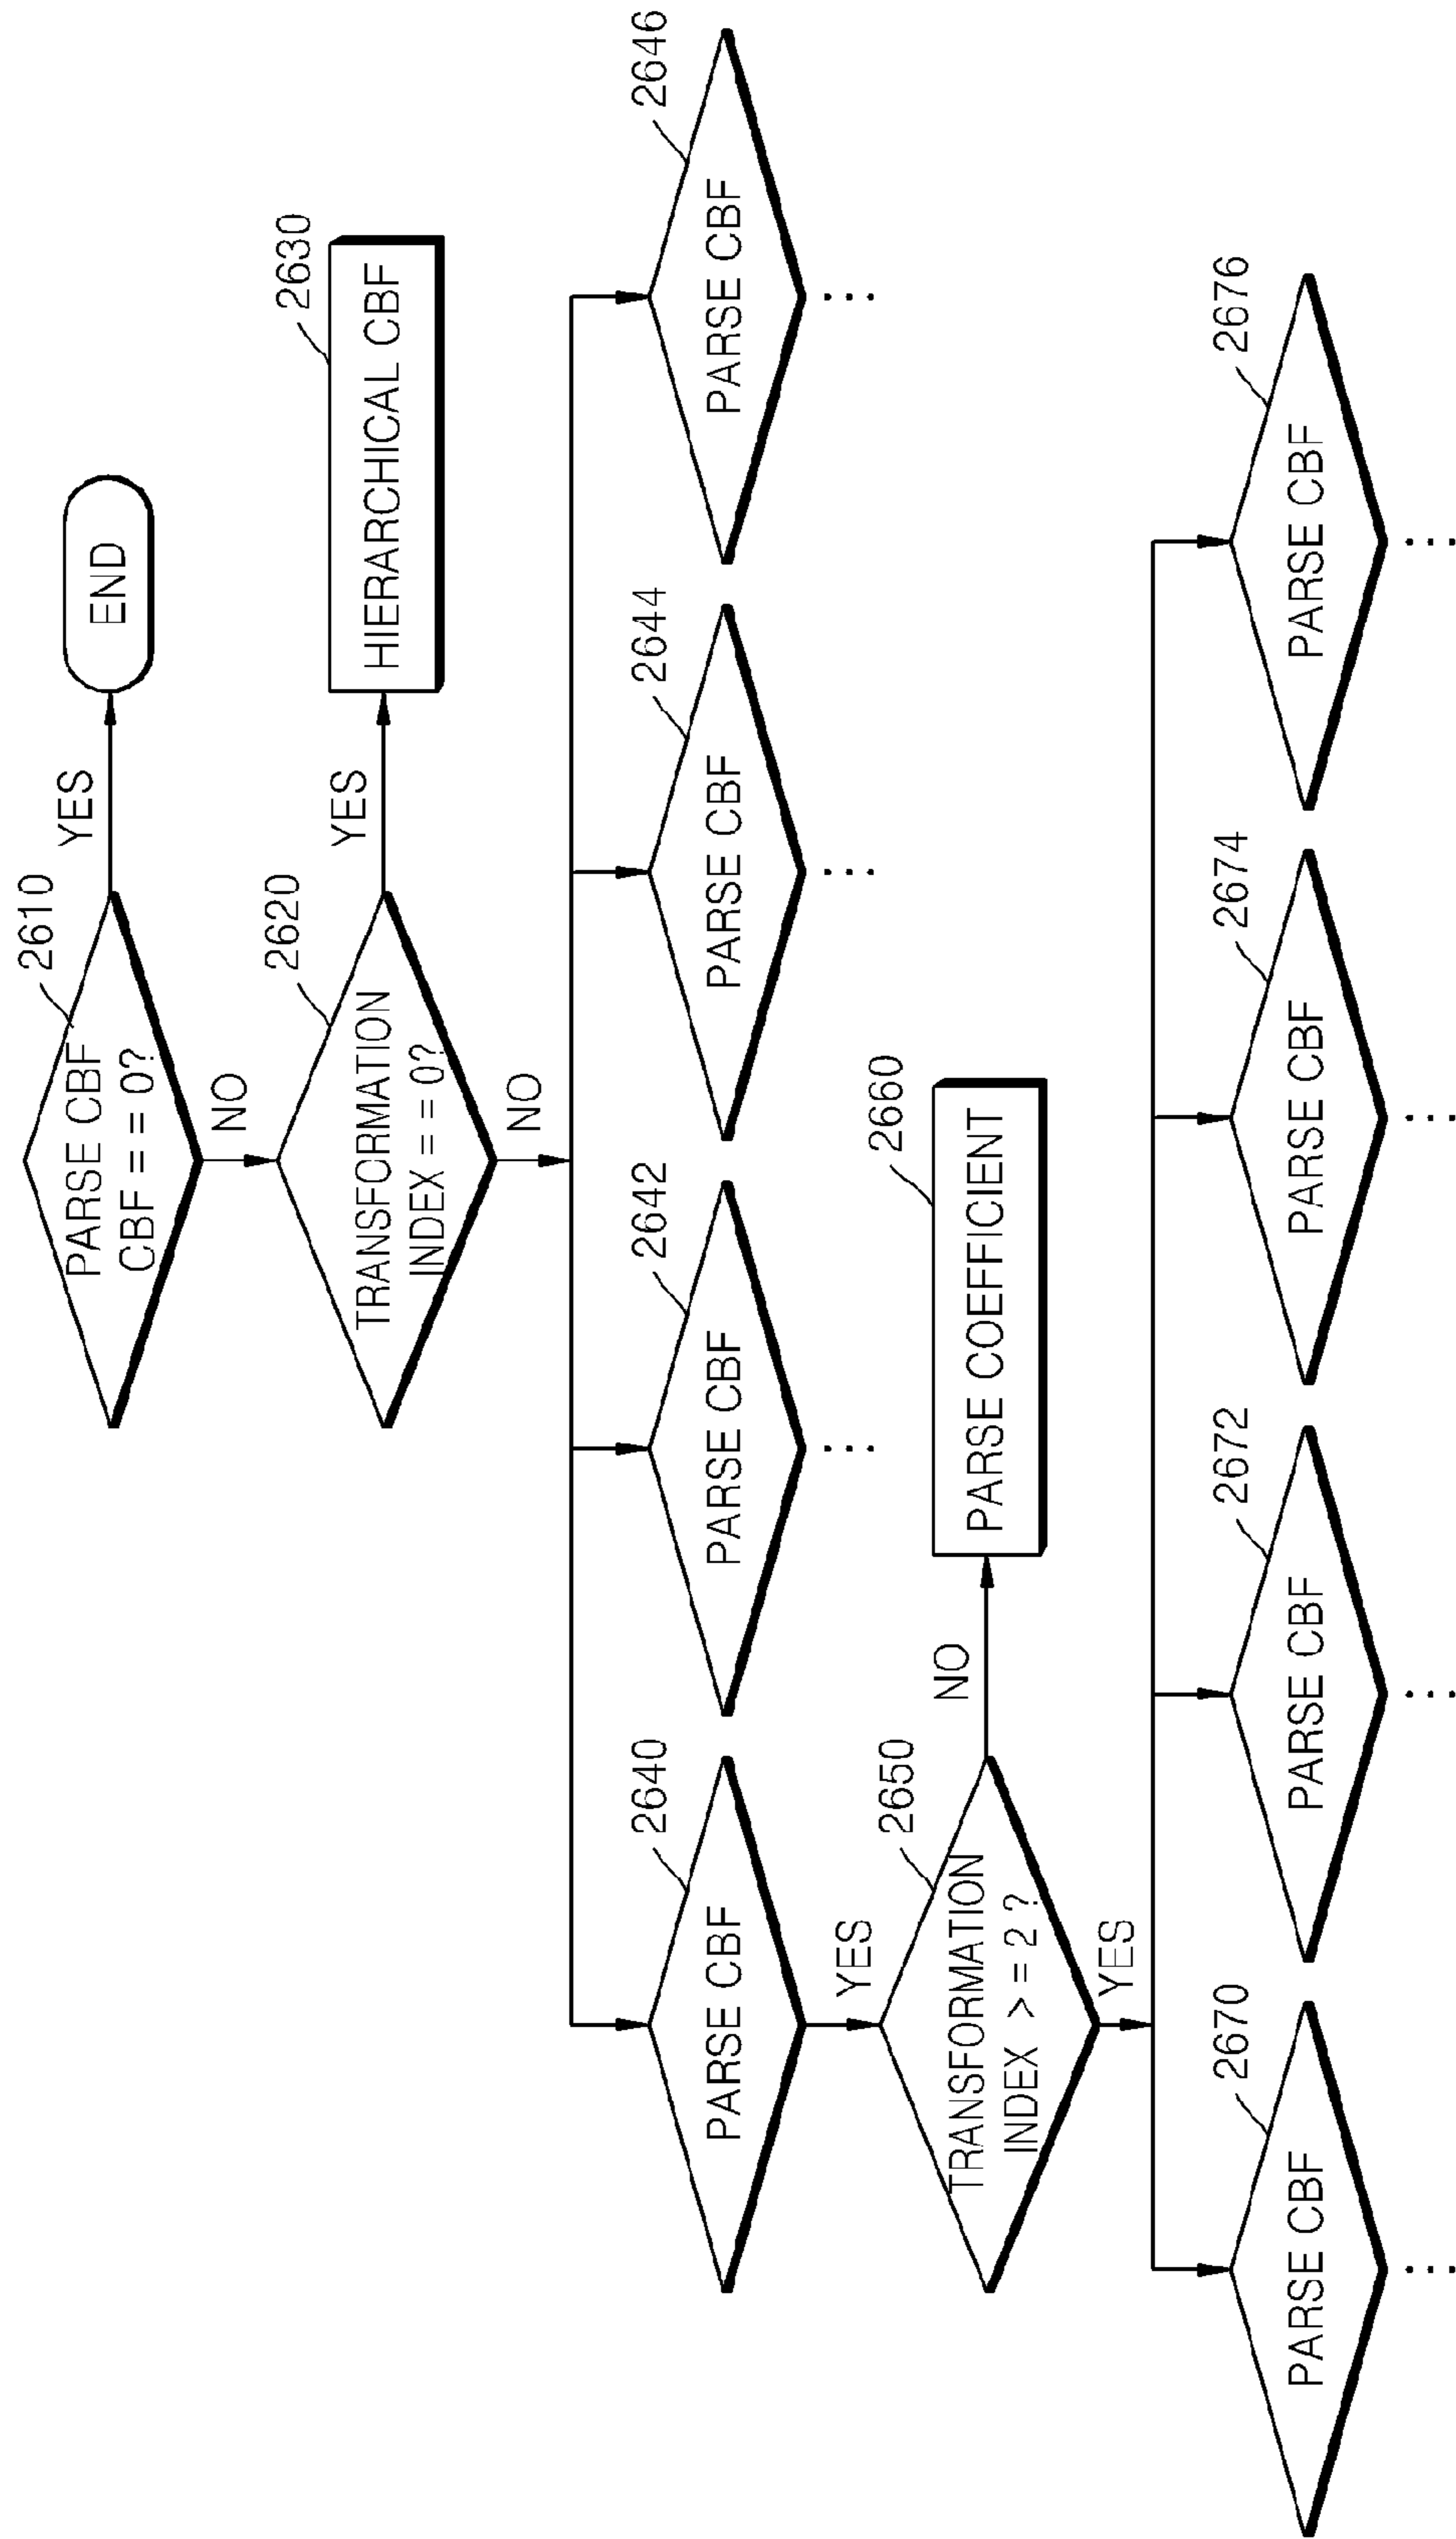 2610
PARSE CBF
CBF = = 0?
YES
END
NO
2620
TRANSFORMATION
INDEX = = 0?
YES
2630
HIERARCHICAL CBF
NO
2640
PARSE CBF
2642
PARSE CBF
2644
PARSE CBF
2646
PARSE CBF
...
...
...
YES
2650
TRANSFORMATION
INDEX > = 2 ?
NO
2660
PARSE COEFFICIENT
YES
2670
PARSE CBF
2672
PARSE CBF
2674
PARSE CBF
2676
PARSE CBF
...
...
...
...